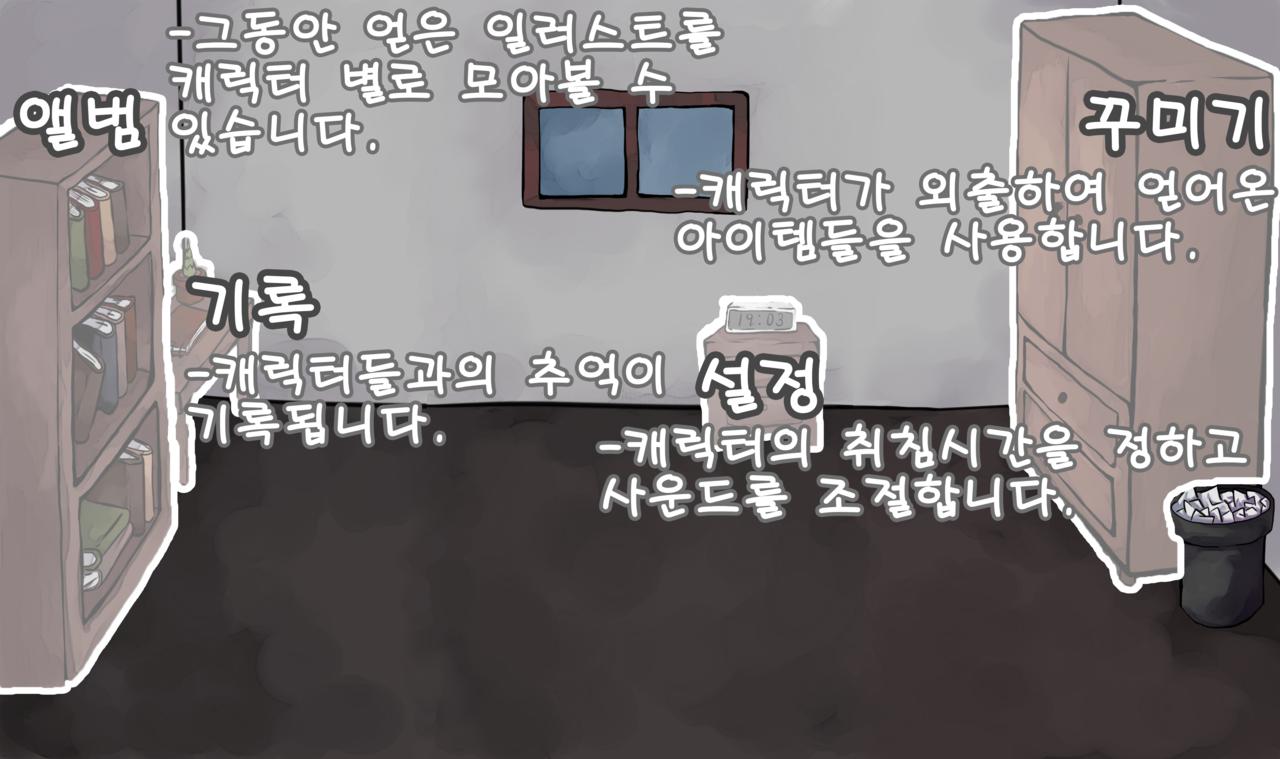 앨범
-그동안 얻은 일러스트를
캐릭터 별로 모아볼 수
있습니다.
꾸미기
-캐릭터가 외출하여 얻어온
아이템들을 사용합니다.
기록
-캐릭터들과의 추억이
기록됩니다.
19:03
설정
-캐릭터의 취침시간을 정하고
사운드를 조절합니다.